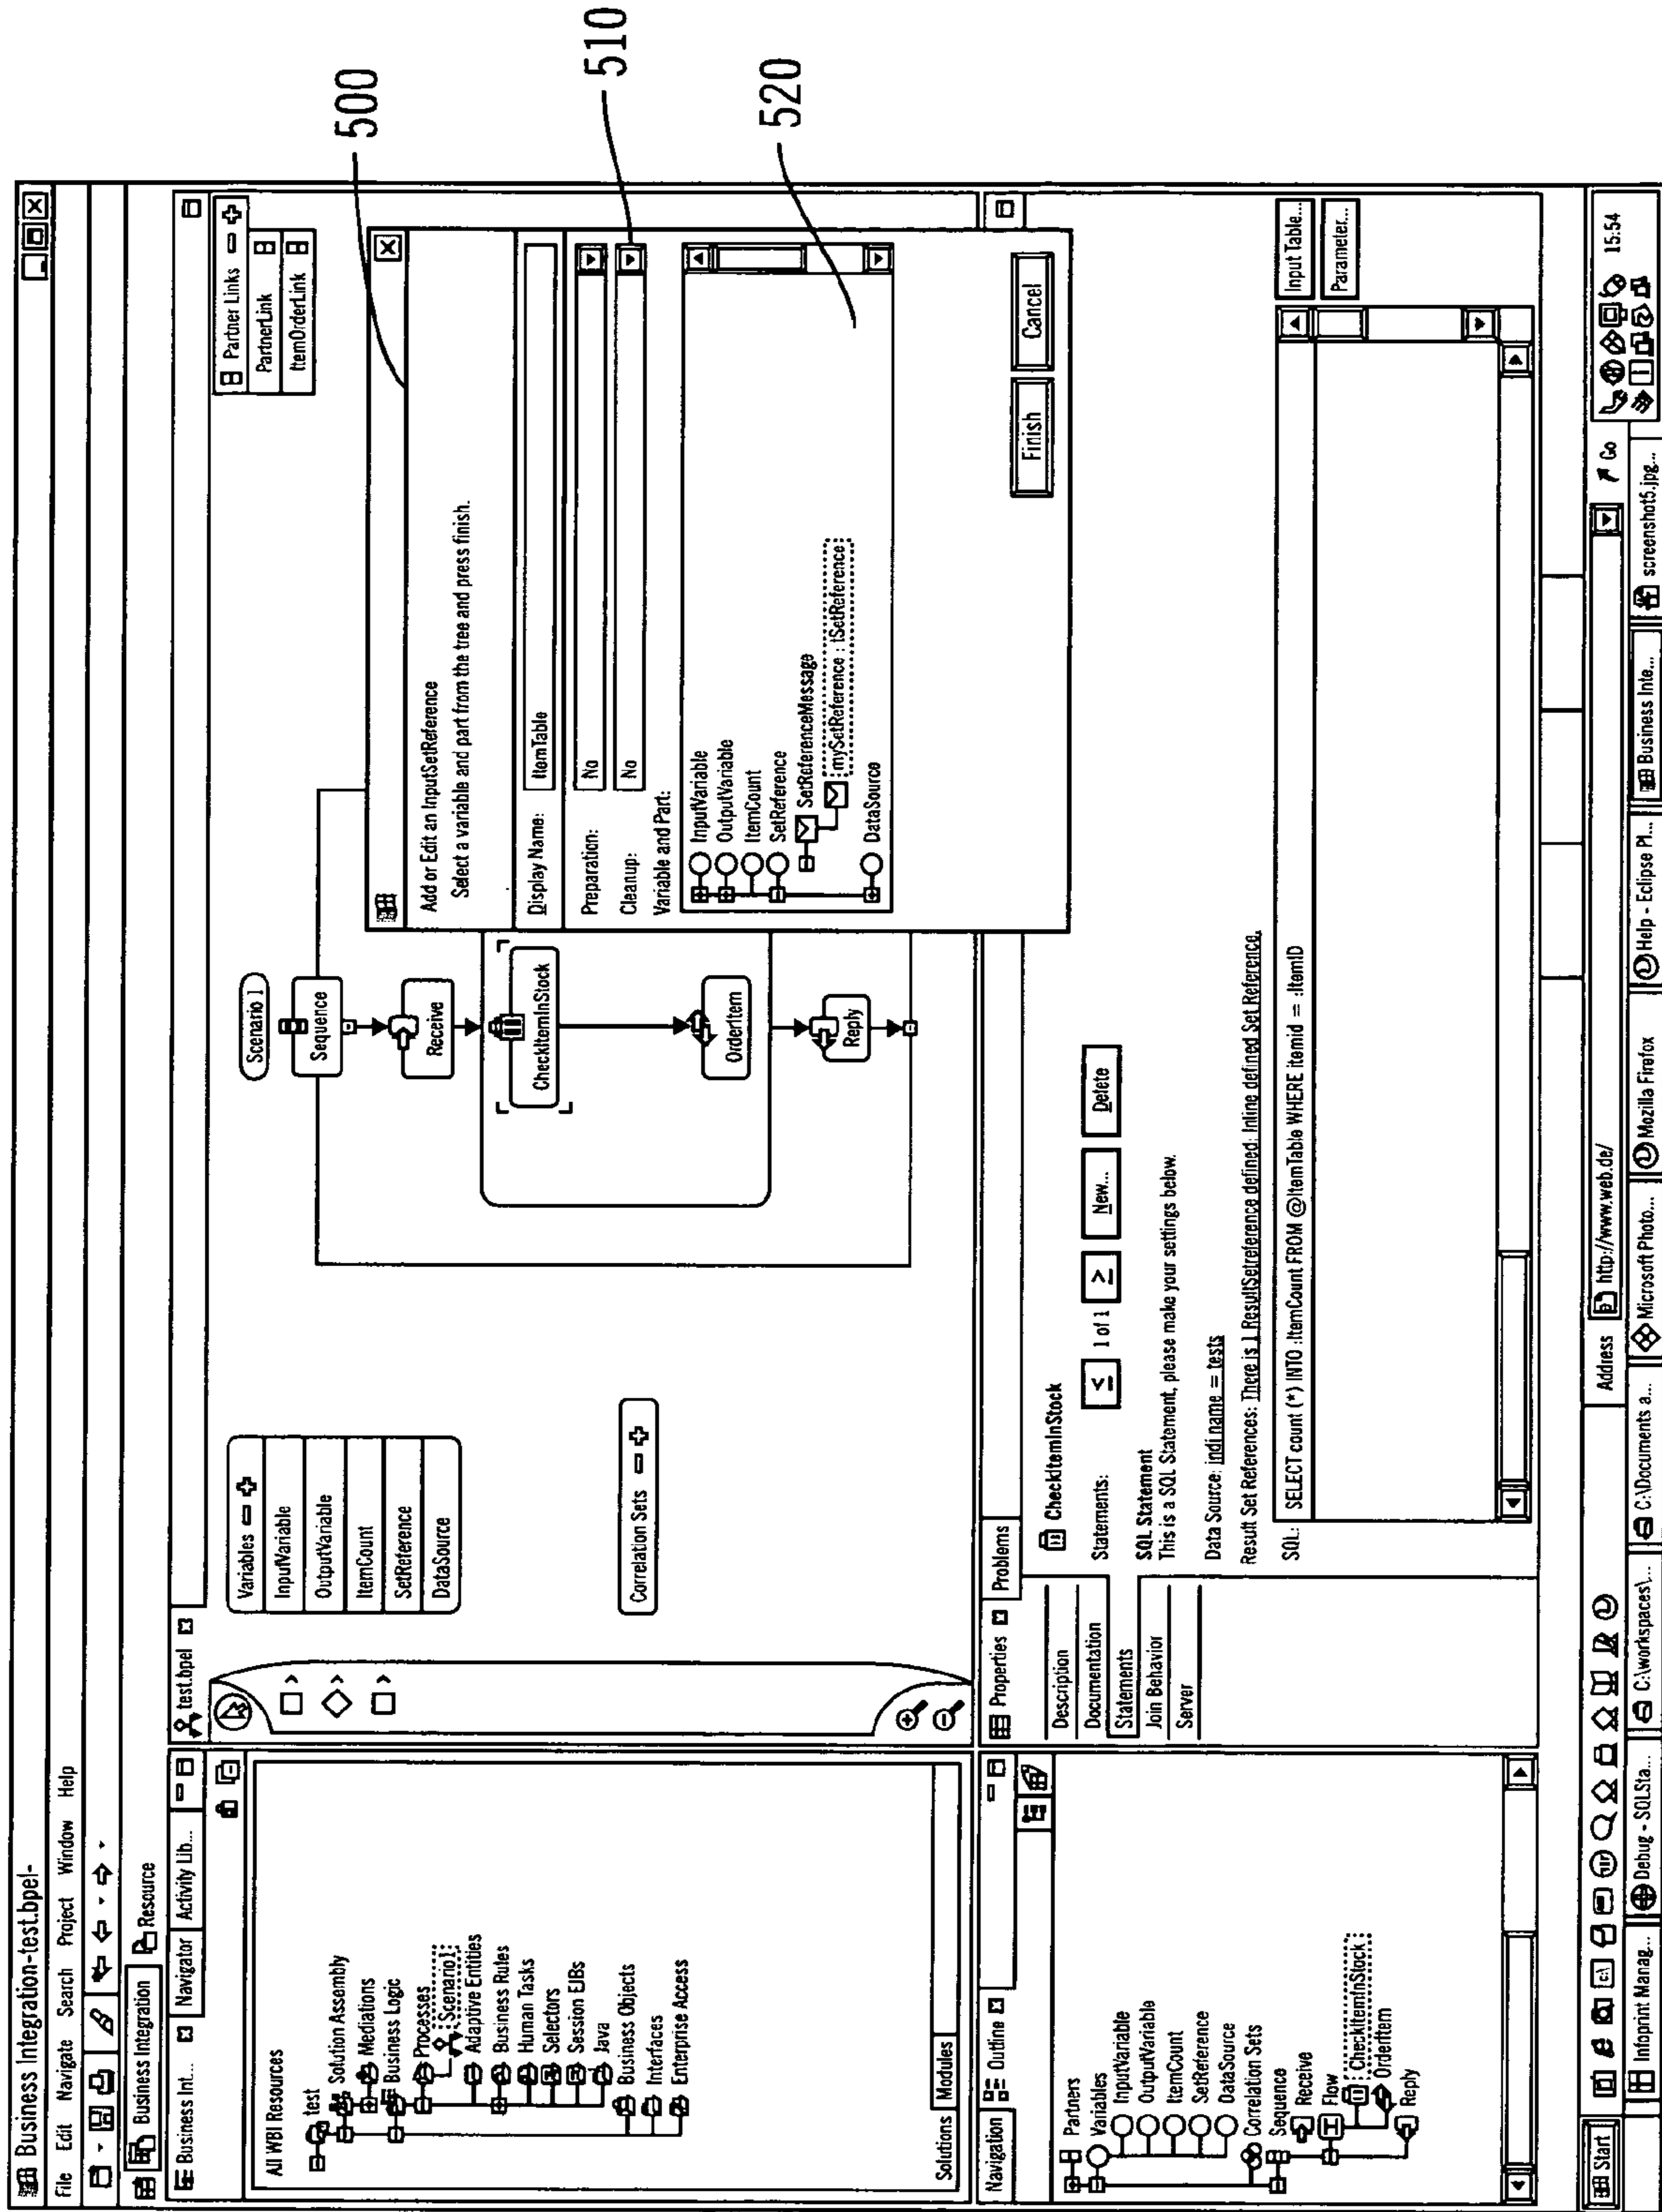 Business Integration-test.bpel-
File Edit Navigate Search Project Window Help
Business Integration Resource
Business Int... Navigator Activity Lib...
All WBI Resources
test
Solution Assembly
Mediations
Business Logic
Processes
Scenario1
Adaptive Entities
Business Rules
Human Tasks
Selectors
Session EJBs
Java
Business Objects
Interfaces
Enterprise Access
Solutions Modules
Navigation Outline
Partners
Variables
InputVariable
OutputVariable
ItemCount
SetReference
DataSource
Correlation Sets
Sequence
Receive
Flow
CheckItemInStock
OrderItem
Reply
test.bpel
Variables
InputVariable
OutputVariable
ItemCount
SetReference
DataSource
Correlation Sets
Scenario 1
Sequence
Receive
CheckItemInStock
OrderItem
Reply
Partner Links
PartnerLink
ItemOrderLink
500
Add or Edit an InputSetReference
Select a variable and part from the tree and press finish.
Display Name: ItemTable
Preparation: No
Cleanup: No
510
Variable and Part:
InputVariable
OutputVariable
ItemCount
SetReference
SetReferenceMessage
mySetReference : tSetReference
DataSource
520
Finish Cancel
Properties Problems
Description
Documentation
Statements
Join Behavior
Server
CheckItemInStock
Statements: < 1 of 1 > New... Delete
SQL Statement
This is a SQL Statement, please make your settings below.
Data Source: indi name = tests
Result Set References: There is 1 ResultSetreference defined: Inline defined Set Reference.
SQL: SELECT count (*) INTO :ItemCount FROM @ItemTable WHERE itemid = :ItemID
Input Table...
Parameter...
Address http://www.web.de/ Go 15:54
Start Infoprint Manag... Debug - SQLSta... C:\workspaces\... C:\Documents a... Microsoft Photo... Mozilla Firefox Help - Eclipse Pl... Business Inte... screenshot5.jpg...